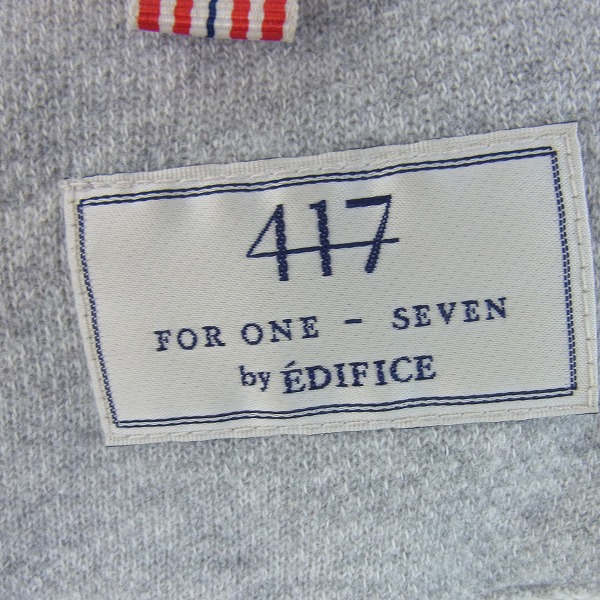 417
FOR ONE - SEVEN
by ÉDIFICE